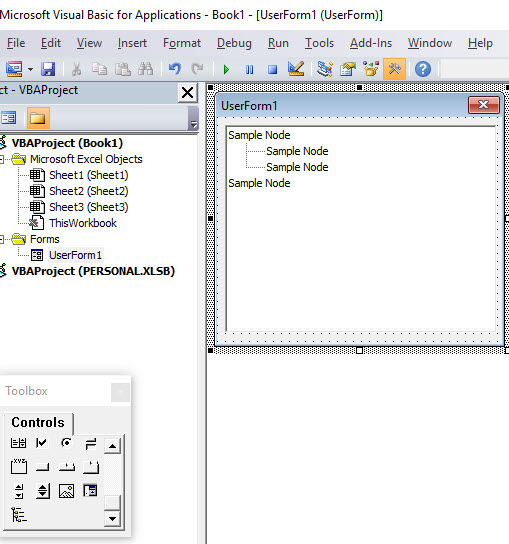 Microsoft Visual Basic for Applications - Book1 - [UserForm1 (UserForm)]
File Edit View Insert Format Debug Run Tools Add-Ins Window Help
ct - VBAProject
VBAProject (Book1)
Microsoft Excel Objects
Sheet1 (Sheet1)
Sheet2 (Sheet2)
Sheet3 (Sheet3)
ThisWorkbook
Forms
UserForm1
VBAProject (PERSONAL.XLSB)
UserForm1
Sample Node
Sample Node
Sample Node
Sample Node
Toolbox
Controls
XYZ